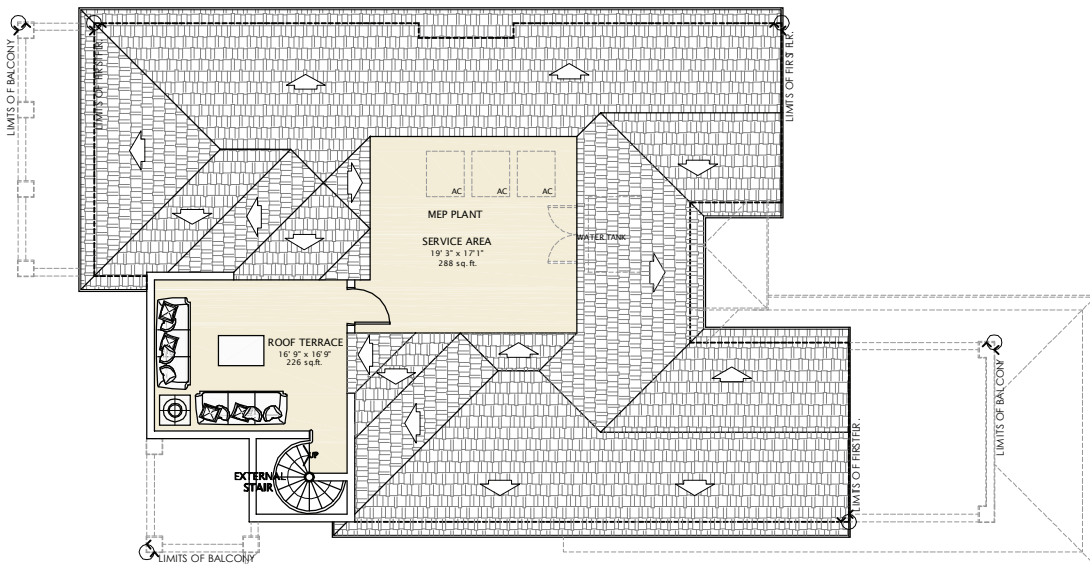 LIMITS OF BALCONY
LIMITS OF FIRST FLR.
LIMITS OF FIRST FLR.
AC
AC
AC
MEP PLANT
SERVICE AREA
19' 3" x 17'1"
288 sq.ft.
WATER TANK
ROOF TERRACE
16' 9" x 16'9"
226 sq.ft.
LIMITS OF BALCONY
LIMITS OF FIRST FLR.
UP
EXTERNAL
STAIR
LIMITS OF BALCONY